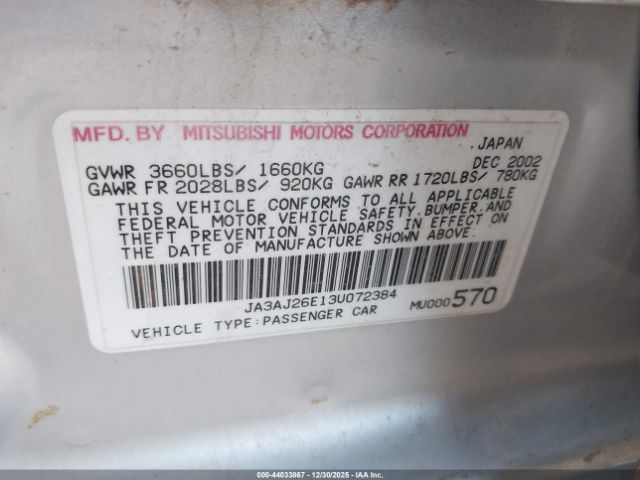 MFD. BY MITSUBISHI MOTORS CORPORATION
. JAPAN
GVWR 3660LBS/ 1660KG DEC 2002
GAWR FR 2028LBS/ 920KG GAWR RR 1720LBS/ 780KG
THIS VEHICLE CONFORMS TO ALL APPLICABLE
FEDERAL MOTOR VEHICLE SAFETY, BUMPER, AND
THEFT PREVENTION STANDARDS IN EFFECT ON
THE DATE OF MANUFACTURE SHOWN ABOVE.
JA3AJ26E13U072384
MU000570
VEHICLE TYPE:PASSENGER CAR
000-44033867 - 12/30/2025 - IAAI.COM